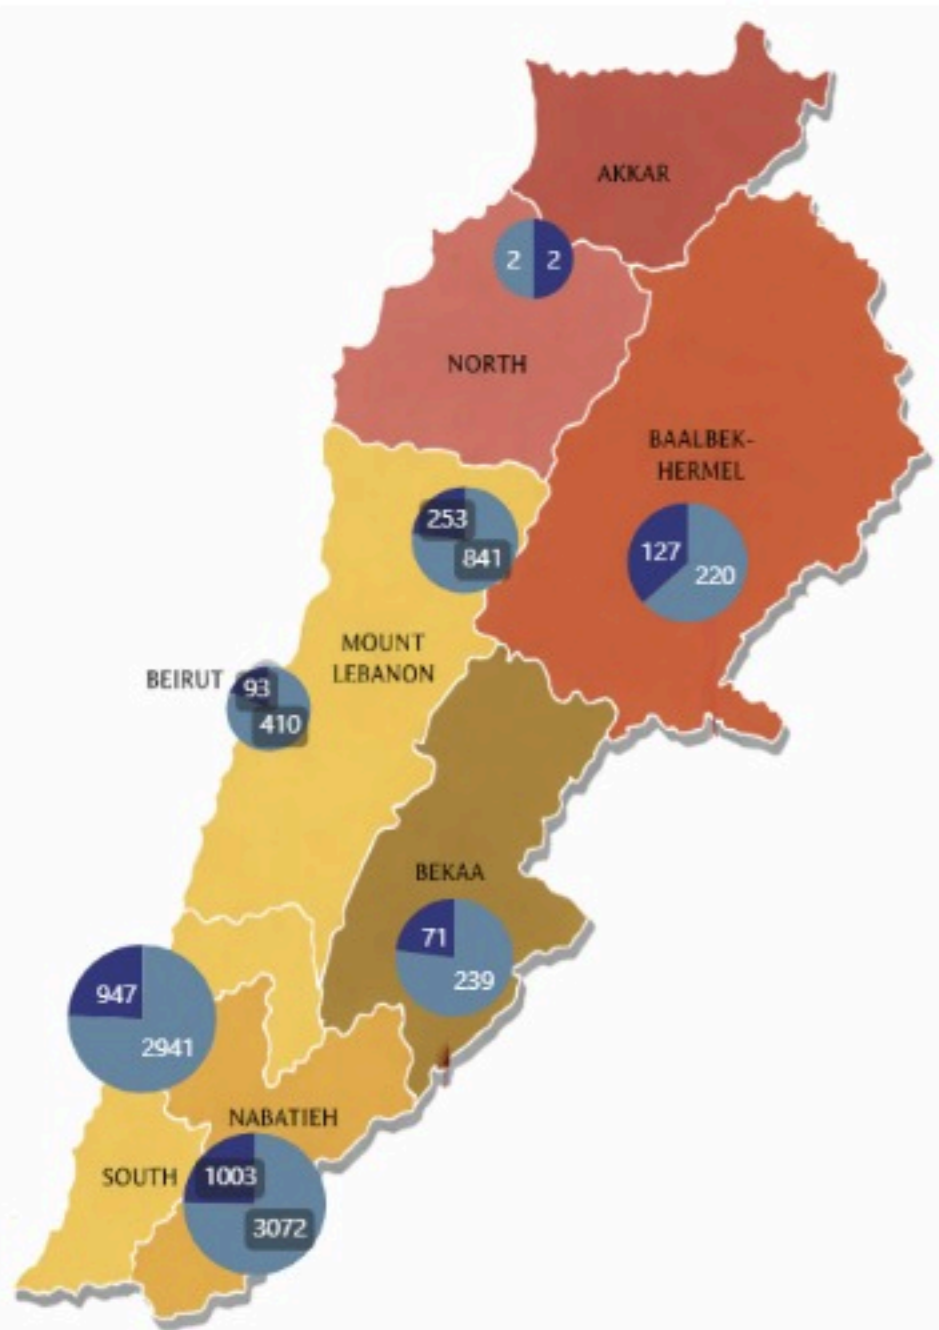 AKKAR
2 2
NORTH
BAALBEK-
HERMEL
253
841
127
220
MOUNT
LEBANON
BEIRUT
93
410
BEKAA
71
239
947
2941
NABATIEH
SOUTH
1003
3072